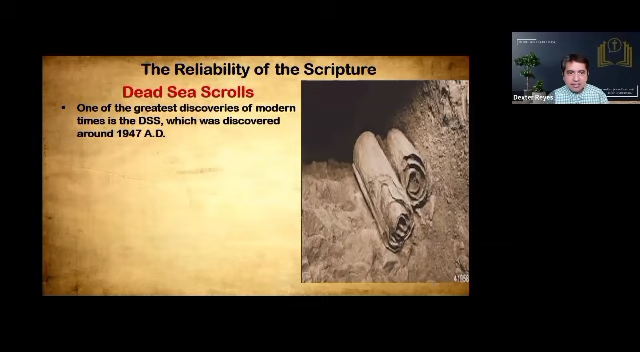 The Reliability of the Scripture
Dead Sea Scrolls
• One of the greatest discoveries of modern
times is the DSS, which was discovered
around 1947 A.D.
Dexter Reyes